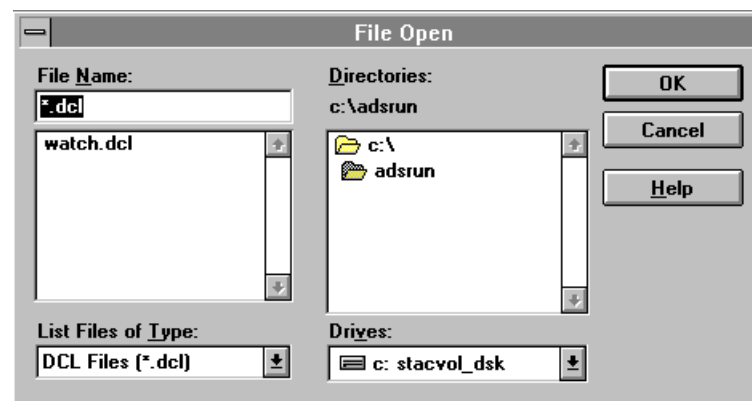 File Open
File Name:
*.dcl
watch.dcl
List Files of Type:
DCL Files (*.dcl)
Directories:
c:\adsrun
c:\
adsrun
Drives:
c: stacvol_dsk
OK
Cancel
Help